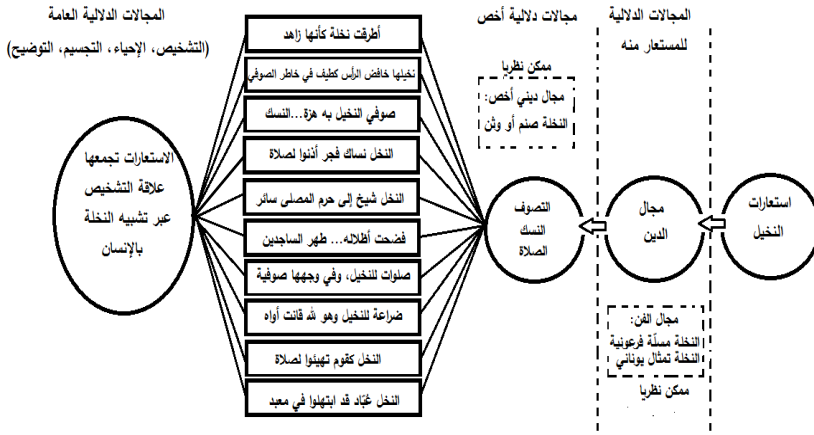 المجالات الدلالية
للمستعار منه
مجالات دلالية أخص
المجالات الدلالية العامة
(التشخيص، الإحياء، التجسيم، التوضيح)
استعارات
النخيل
مجال
الدين
مجال الفن:
النخلة مسلّة فرعونية
النخلة تمثال يوناني
ممكن نظريا
ممكن نظريا
مجال ديني أخص:
النخلة صنم أو وثن
التصوف
النسك
الصلاة
أطرقت نخلة كأنها زاهد
نخيلها خافض الرأس كطيف في خاطر الصوفي
صوفي النخيل به هزة...النسك
النخل نساك فجر أذنوا لصلاة
النخل شيخ إلى حرم المصلى سائر
فضحت أظلاله... طهر الساجدين
صلوات للنخيل، وفي وجهها صوفية
ضراعة للنخيل وهو لله قانت أواه
النخل كقوم تهيئوا لصلاة
النخل عبّاد قد ابتهلوا في معبد
الاستعارات تجمعها
علاقة التشخيص
عبر تشبيه النخلة
بالإنسان